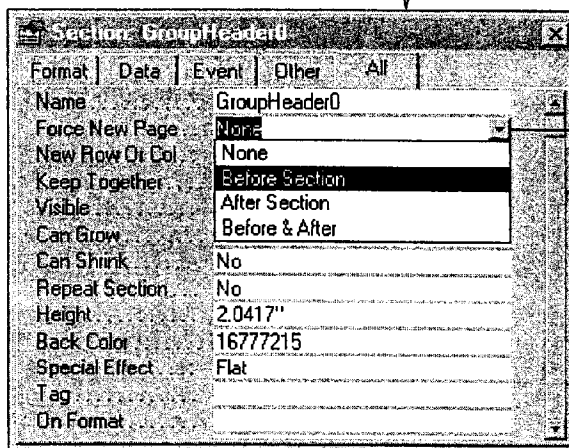 Section: GroupHeader0
Format Data Event Other All
Name GroupHeader0
Force New Page None
New Row Or Col None
Keep Together Before Section
Visible After Section
Can Grow Before & After
Can Shrink No
Repeat Section No
Height 2.0417"
Back Color 16777215
Special Effect Flat
Tag
On Format